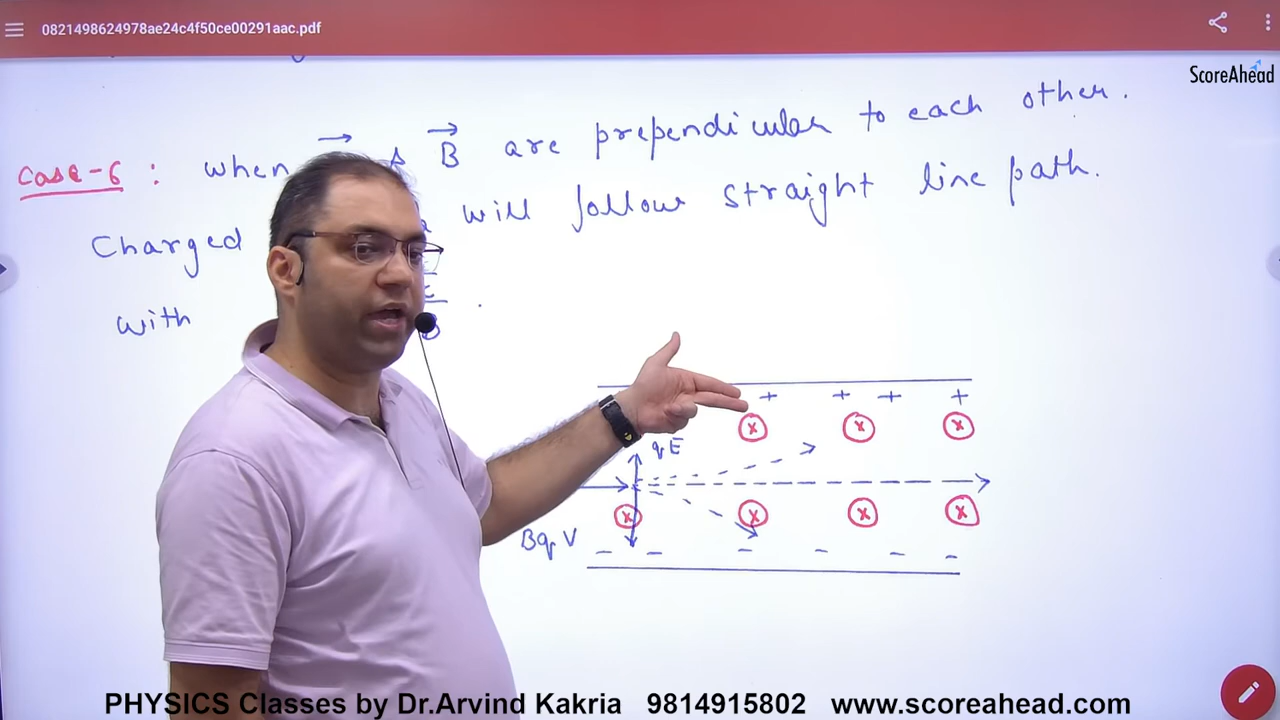 0821498624978ae24c4f50ce00291aac.pdf
ScoreAhead
Case-6 : when B are prependicular to each other.
Charged will follow straight line path.
with B .
+ + + +
x x x
qE
x x x x
BqV
- - - - - -
PHYSICS Classes by Dr.Arvind Kakria 9814915802 www.scoreahead.com